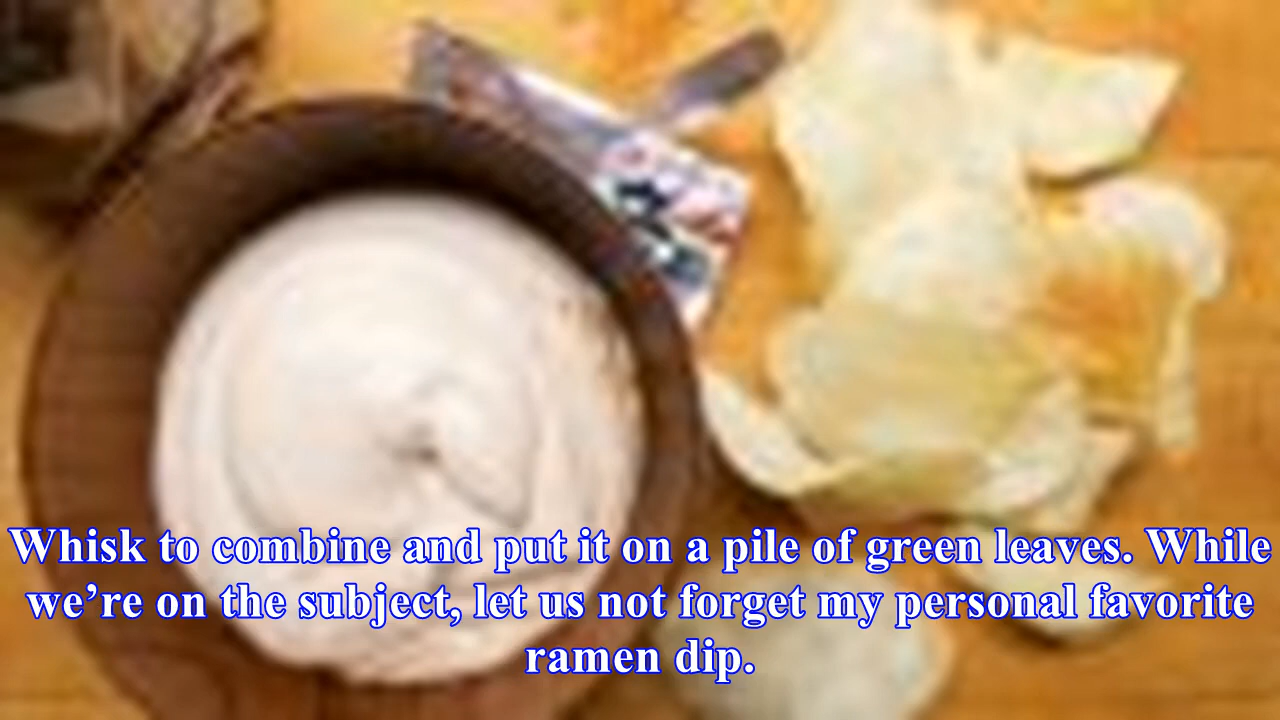 Whisk to combine and put it on a pile of green leaves. While
we’re on the subject, let us not forget my personal favorite
ramen dip.